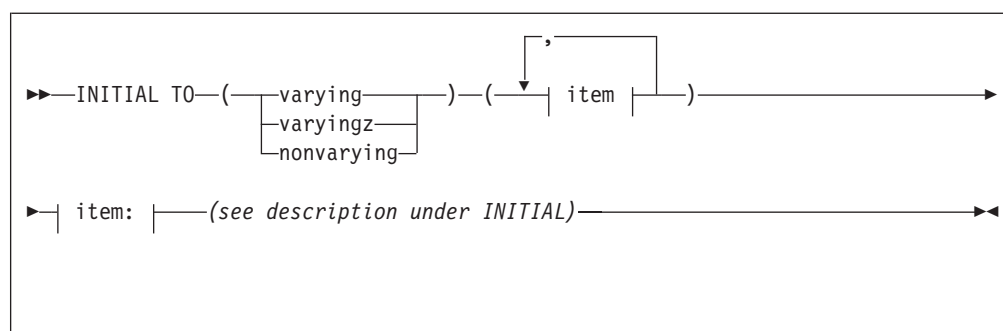 ,
INITIAL TO ( varying ) ( item )
varyingz
nonvarying
item: (see description under INITIAL)